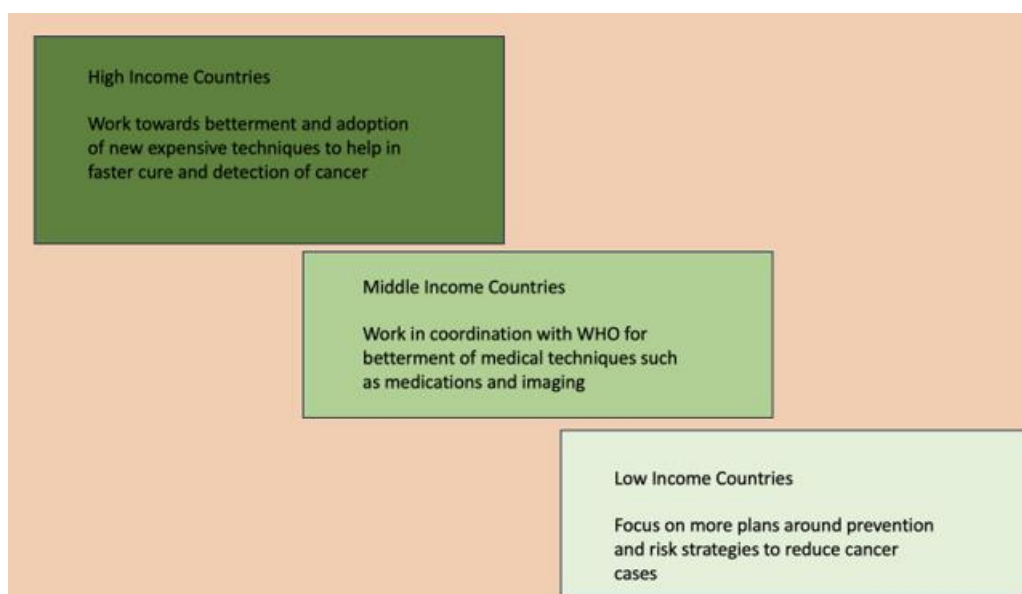 High Income Countries
Work towards betterment and adoption
of new expensive techniques to help in
faster cure and detection of cancer
Middle Income Countries
Work in coordination with WHO for
betterment of medical techniques such
as medications and imaging
Low Income Countries
Focus on more plans around prevention
and risk strategies to reduce cancer
cases